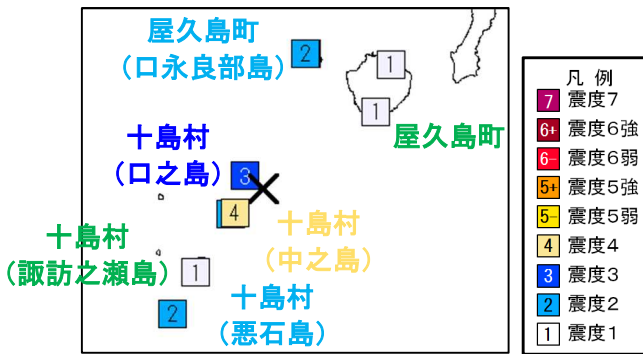 屋久島町
(口永良部島)
2
1
1
屋久島町
十島村
(口之島)
3
4
十島村
(中之島)
十島村
(諏訪之瀬島)
1
2
十島村
(悪石島)
凡 例
7 震度7
6+ 震度6強
6- 震度6弱
5+ 震度5強
5- 震度5弱
4 震度4
3 震度3
2 震度2
1 震度1